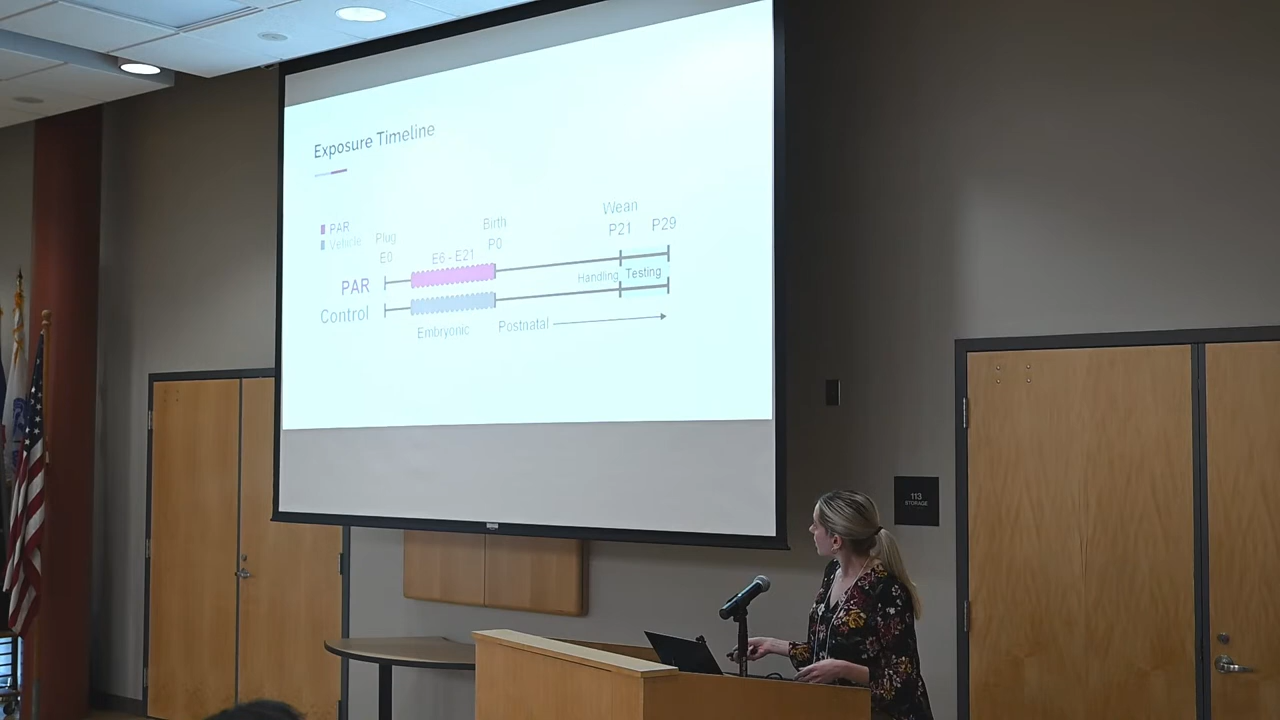 Exposure Timeline
PAR
Vehicle
Plug
E0
E6 - E21
Birth
P0
Wean
P21
P29
PAR
Handling
Testing
Control
Embryonic
Postnatal
113
STORAGE